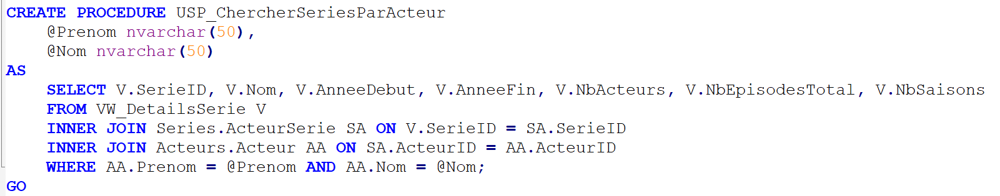 CREATE PROCEDURE USP_ChercherSeriesParActeur
    @Prenom nvarchar(50),
    @Nom nvarchar(50)
AS
    SELECT V.SerieID, V.Nom, V.AnneeDebut, V.AnneeFin, V.NbActeurs, V.NbEpisodesTotal, V.NbSaisons
    FROM VW_DetailsSerie V
    INNER JOIN Series.ActeurSerie SA ON V.SerieID = SA.SerieID
    INNER JOIN Acteurs.Acteur AA ON SA.ActeurID = AA.ActeurID
    WHERE AA.Prenom = @Prenom AND AA.Nom = @Nom;
GO